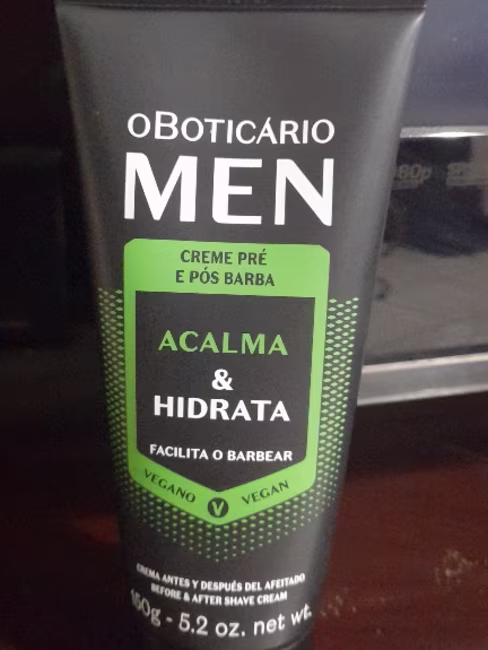 oBOTICÁRIO
MEN
CREME PRÉ
E PÓS BARBA
ACALMA
&
HIDRATA
FACILITA O BARBEAR
VEGANO V VEGAN
CREMA ANTES Y DESPUÉS DEL AFEITADO
BEFORE & AFTER SHAVE CREAM
150g - 5.2 oz. net wt.